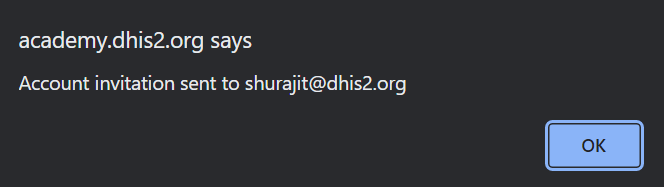 academy.dhis2.org says
Account invitation sent to shurajit@dhis2.org
OK